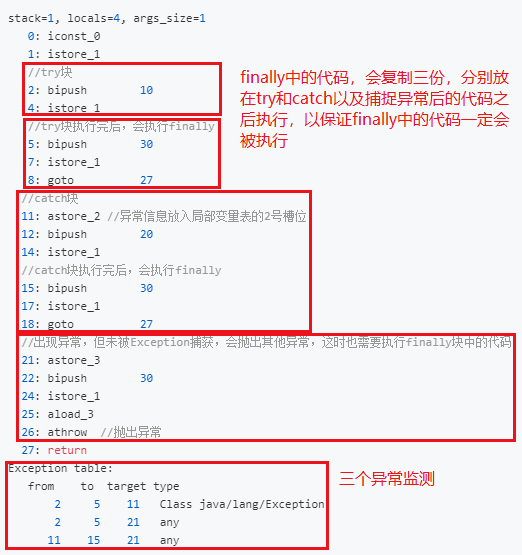 stack=1, locals=4, args_size=1
0: iconst_0
1: istore_1
//try块
2: bipush 10
4: istore_1
//try块执行完后，会执行finally
5: bipush 30
7: istore_1
8: goto 27
//catch块
11: astore_2 //异常信息放入局部变量表的2号槽位
12: bipush 20
14: istore_1
//catch块执行完后，会执行finally
15: bipush 30
17: istore_1
18: goto 27
//出现异常，但未被Exception捕获，会抛出其他异常，这时也需要执行finally块中的代码
21: astore_3
22: bipush 30
24: istore_1
25: aload_3
26: athrow //抛出异常
27: return
Exception table:
from to target type
2 5 11 Class java/lang/Exception
2 5 21 any
11 15 21 any
finally中的代码，会复制三份，分别放
在try和catch以及捕捉异常后的代码之
后执行，以保证finally中的代码一定会
被执行
三个异常监测